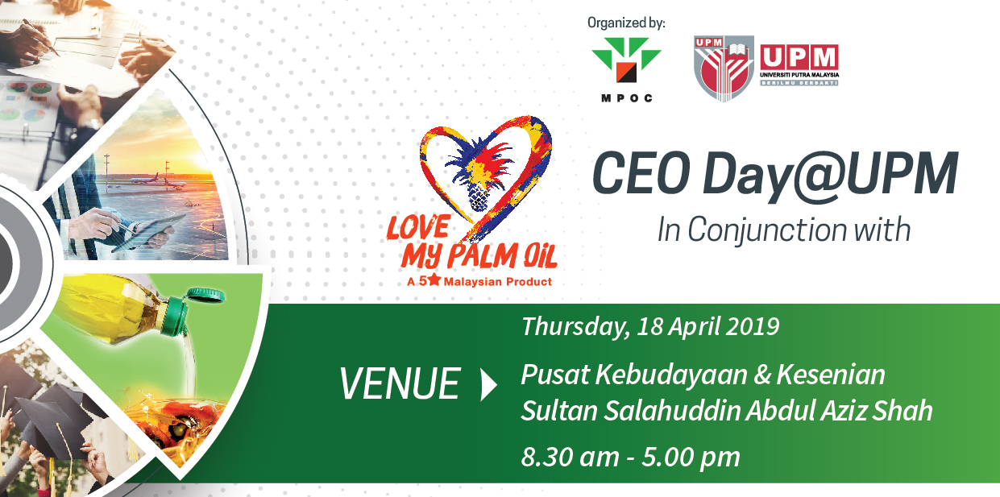 Organized by:
MPOC
UPM
UPM
UNIVERSITI PUTRA MALAYSIA
BERILMU BERBAKTI
CEO Day@UPM
In Conjunction with
LOVE
MY PALM OiL
A 5★ Malaysian Product
Thursday, 18 April 2019
VENUE
Pusat Kebudayaan & Kesenian
Sultan Salahuddin Abdul Aziz Shah
8.30 am - 5.00 pm